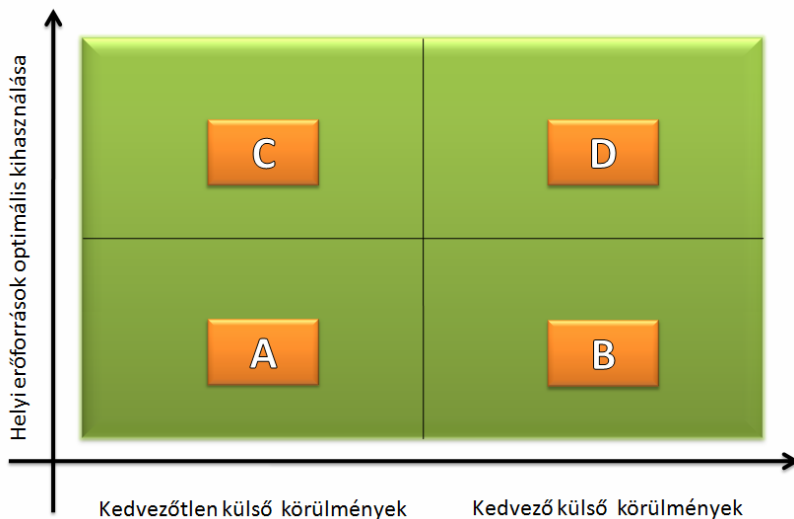 Helyi erőforrások optimális kihasználása
C
D
A
B
Kedvezőtlen külső körülmények
Kedvező külső körülmények